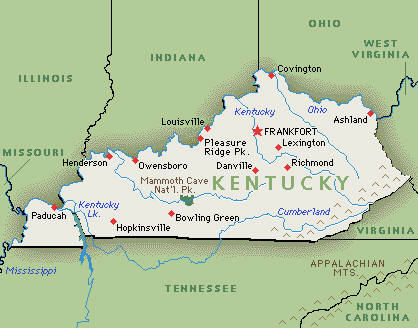 OHIO
INDIANA
WEST
VIRGINIA
ILLINOIS
Covington
Kentucky
Ohio
Louisville
Ashland
FRANKFORT
Pleasure
Ridge Pk.
Lexington
MISSOURI
Henderson
Owensboro
Danville
Richmond
Mammoth Cave
Nat'l. Pk.
KENTUCKY
Kentucky
Lk.
Paducah
Bowling Green
Cumberland
Hopkinsville
VIRGINIA
Mississippi
APPALACHIAN
MTS.
TENNESSEE
NORTH
CAROLINA